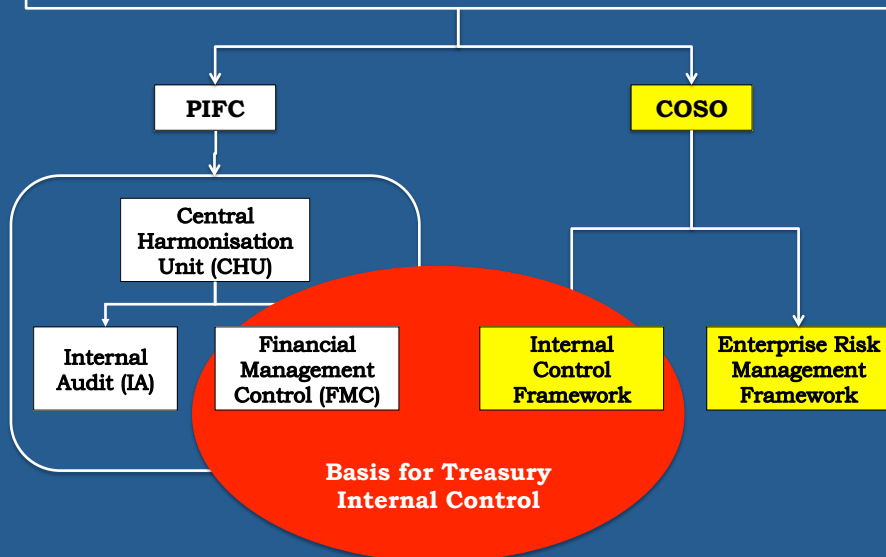 PIFC
COSO
Central
Harmonisation
Unit (CHU)
Internal
Audit (IA)
Financial
Management
Control (FMC)
Internal
Control
Framework
Enterprise Risk
Management
Framework
Basis for Treasury
Internal Control